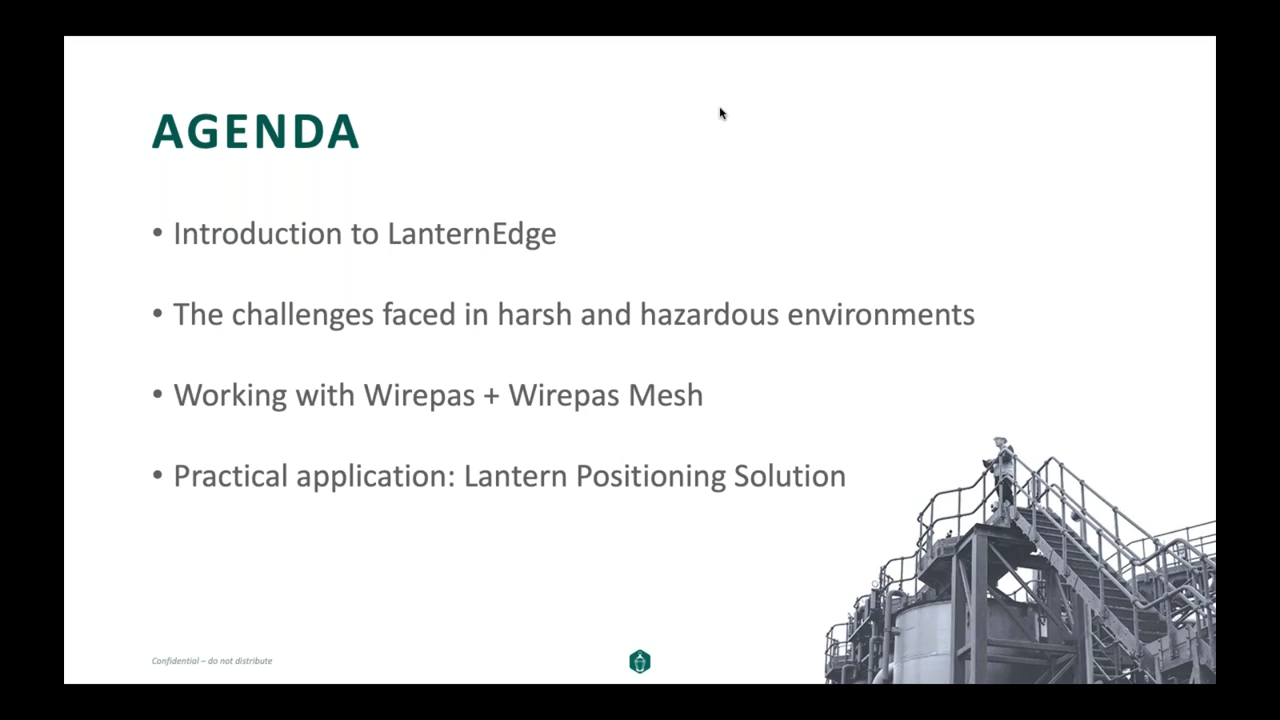 AGENDA
• Introduction to LanternEdge
• The challenges faced in harsh and hazardous environments
• Working with Wirepas + Wirepas Mesh
• Practical application: Lantern Positioning Solution
Confidential – do not distribute